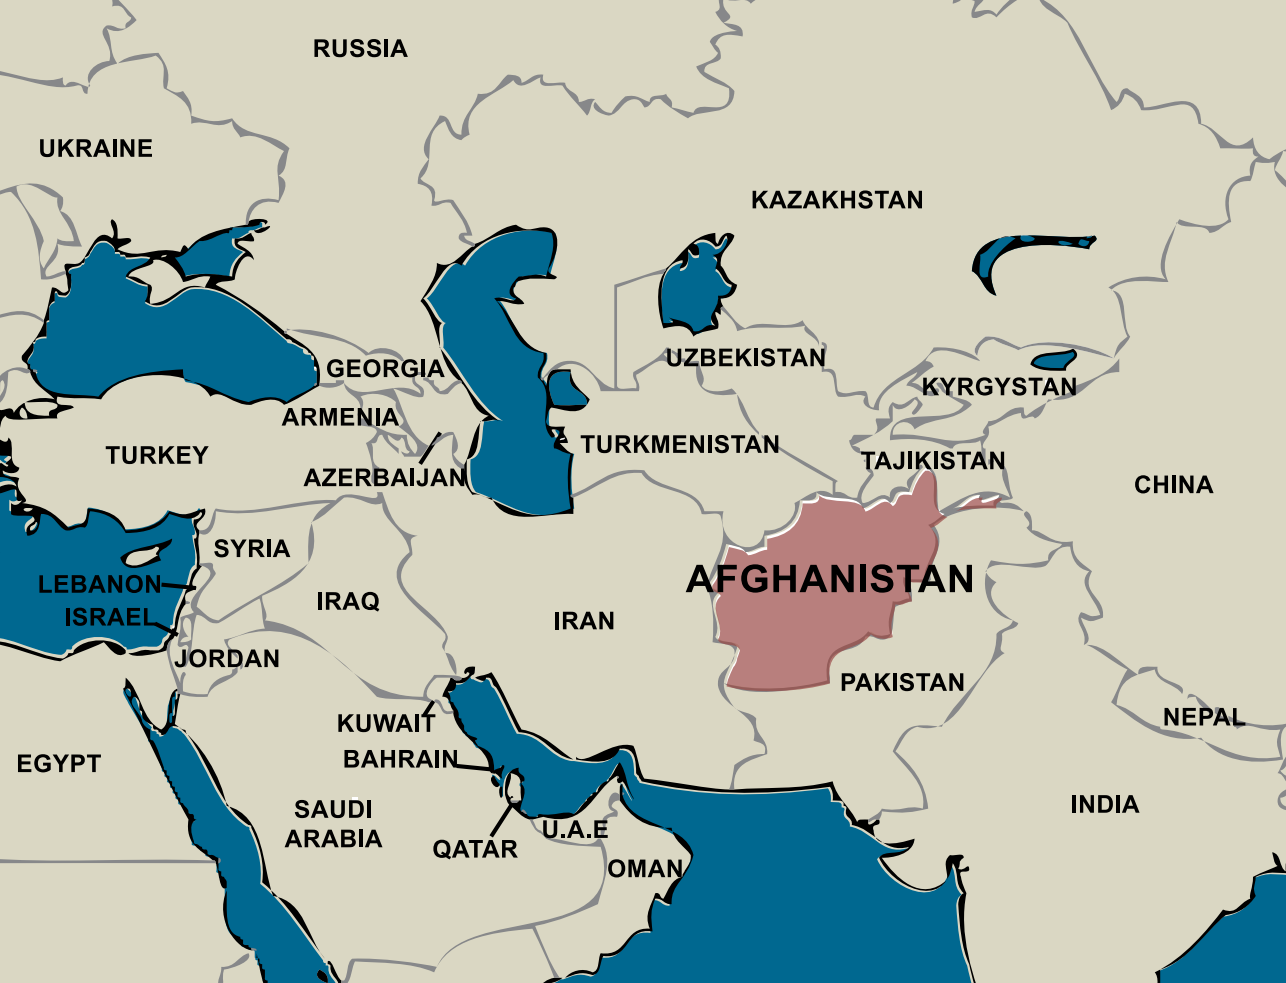 RUSSIA
UKRAINE
KAZAKHSTAN
UZBEKISTAN
GEORGIA
KYRGYSTAN
ARMENIA
TURKMENISTAN
TURKEY
TAJIKISTAN
AZERBAIJAN
CHINA
SYRIA
AFGHANISTAN
LEBANON
IRAQ
ISRAEL
IRAN
JORDAN
PAKISTAN
NEPAL
KUWAIT
BAHRAIN
EGYPT
INDIA
SAUDI
ARABIA
U.A.E
QATAR
OMAN